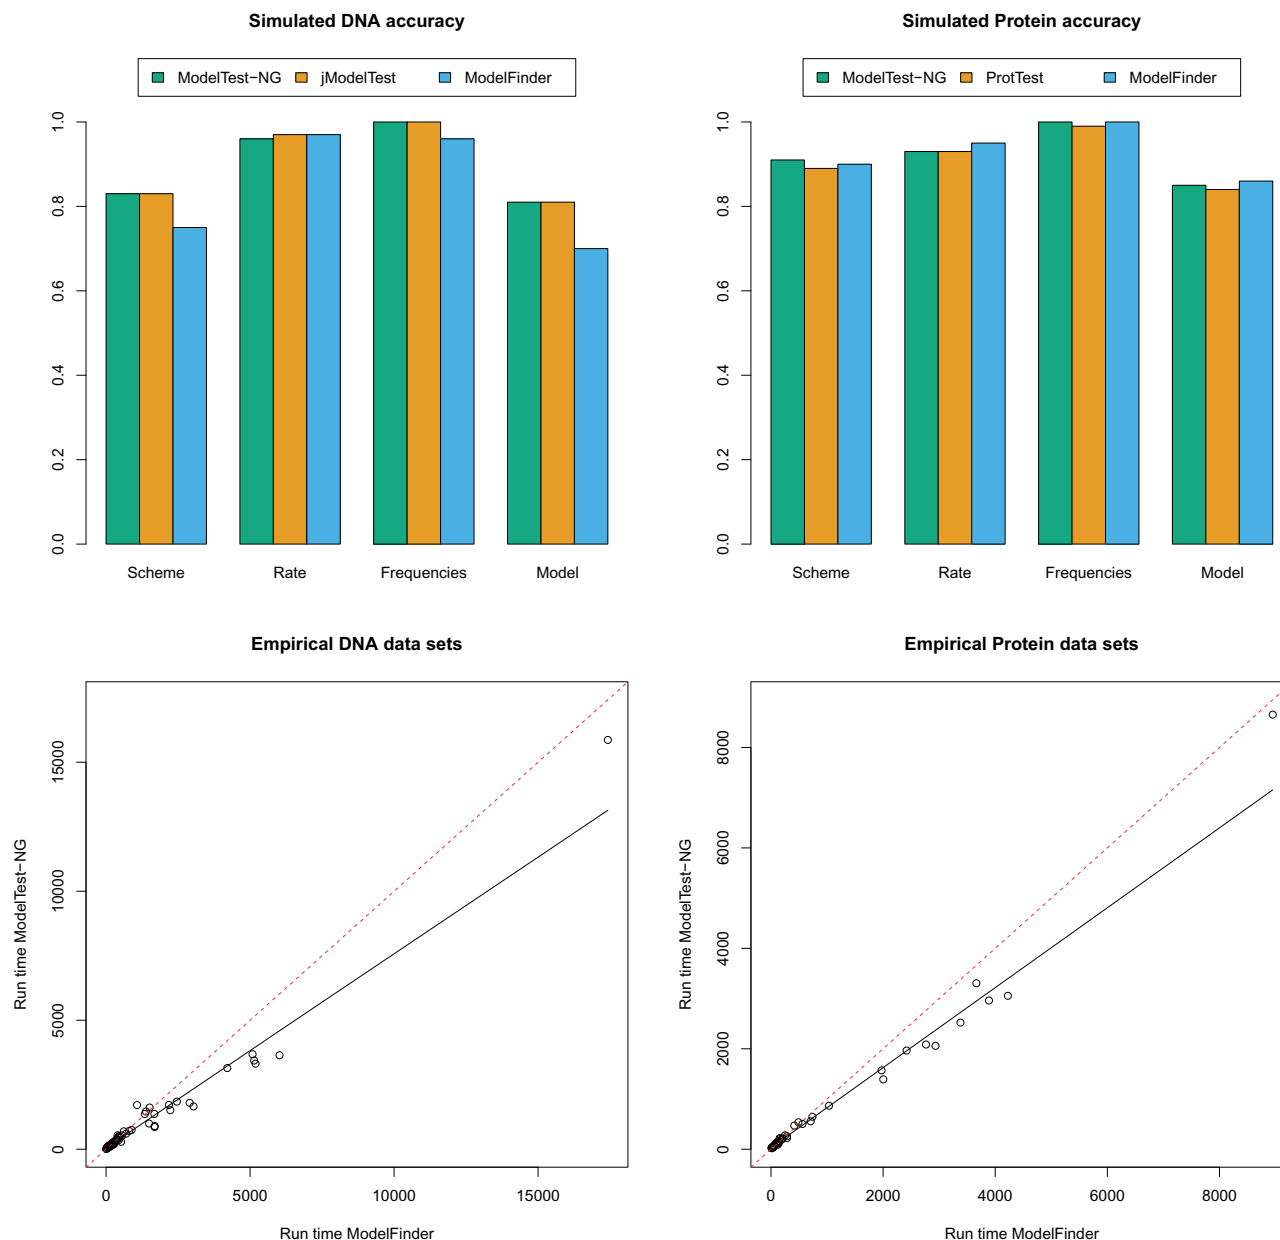 Simulated DNA accuracy
ModelTest−NG jModelTest ModelFinder
1.0
0.8
0.6
0.4
0.2
0.0
Scheme Rate Frequencies Model
Simulated Protein accuracy
ModelTest−NG ProtTest ModelFinder
1.0
0.8
0.6
0.4
0.2
0.0
Scheme Rate Frequencies Model
Empirical DNA data sets
Run time ModelTest−NG
15000
10000
5000
0
0 5000 10000 15000
Run time ModelFinder
Empirical Protein data sets
Run time ModelTest−NG
8000
6000
4000
2000
0
0 2000 4000 6000 8000
Run time ModelFinder